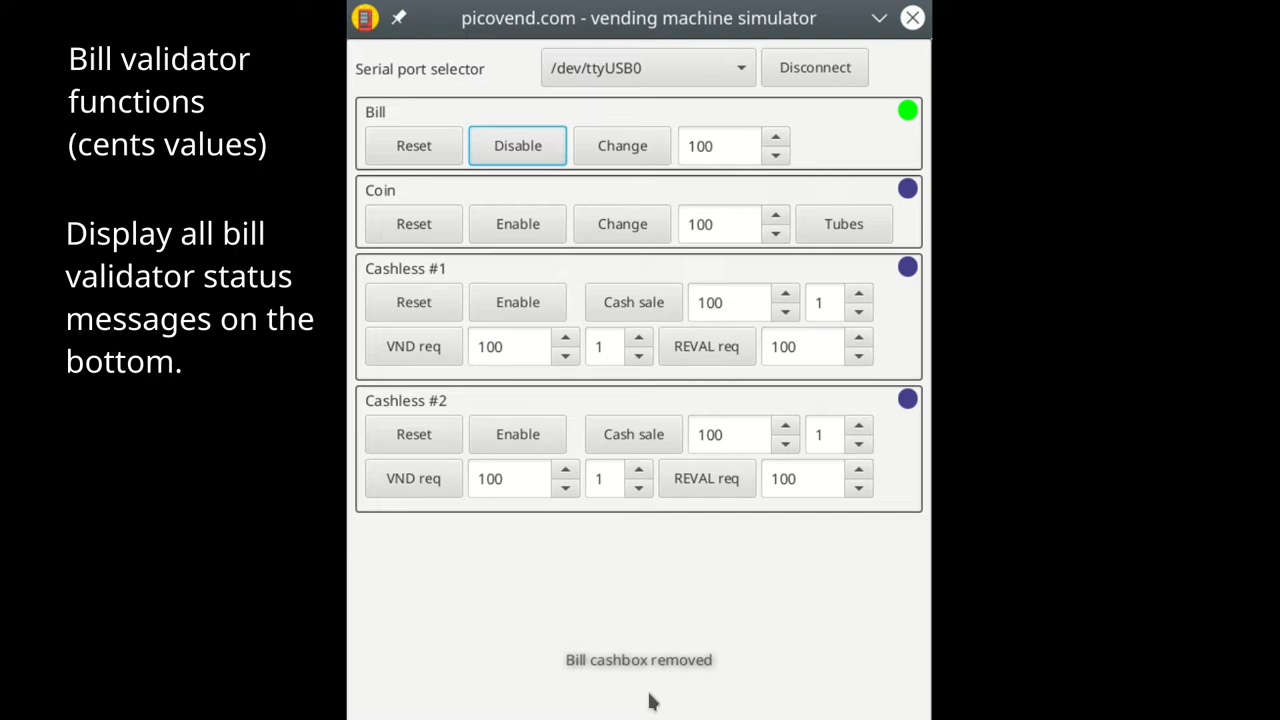 Bill validator
functions
(cents values)
Display all bill
validator status
messages on the
bottom.
picovend.com - vending machine simulator
Serial port selector /dev/ttyUSB0 Disconnect
Bill
Reset Disable Change 100
Coin
Reset Enable Change 100 Tubes
Cashless #1
Reset Enable Cash sale 100 1
VND req 100 1 REVAL req 100
Cashless #2
Reset Enable Cash sale 100 1
VND req 100 1 REVAL req 100
Bill cashbox removed